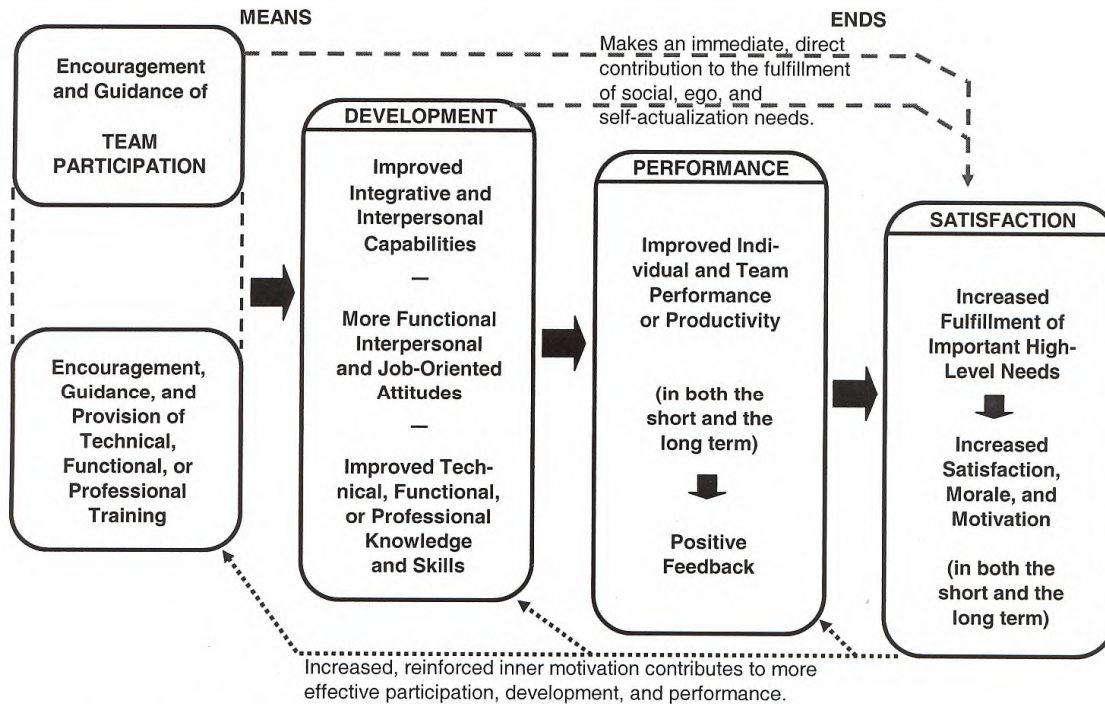 MEANS
ENDS
Encouragement
and Guidance of
TEAM
PARTICIPATION
Encouragement,
Guidance, and
Provision of
Technical,
Functional, or
Professional
Training
DEVELOPMENT
Improved
Integrative and
Interpersonal
Capabilities
—
More Functional
Interpersonal
and Job-Oriented
Attitudes
—
Improved Tech-
nical, Functional,
or Professional
Knowledge
and Skills
Makes an immediate, direct
contribution to the fulfillment
of social, ego, and
self-actualization needs.
PERFORMANCE
Improved Indi-
vidual and Team
Performance
or Productivity
(in both the
short and the
long term)
Positive
Feedback
SATISFACTION
Increased
Fulfillment of
Important High-
Level Needs
Increased
Satisfaction,
Morale, and
Motivation
(in both the
short and the
long term)
Increased, reinforced inner motivation contributes to more
effective participation, development, and performance.